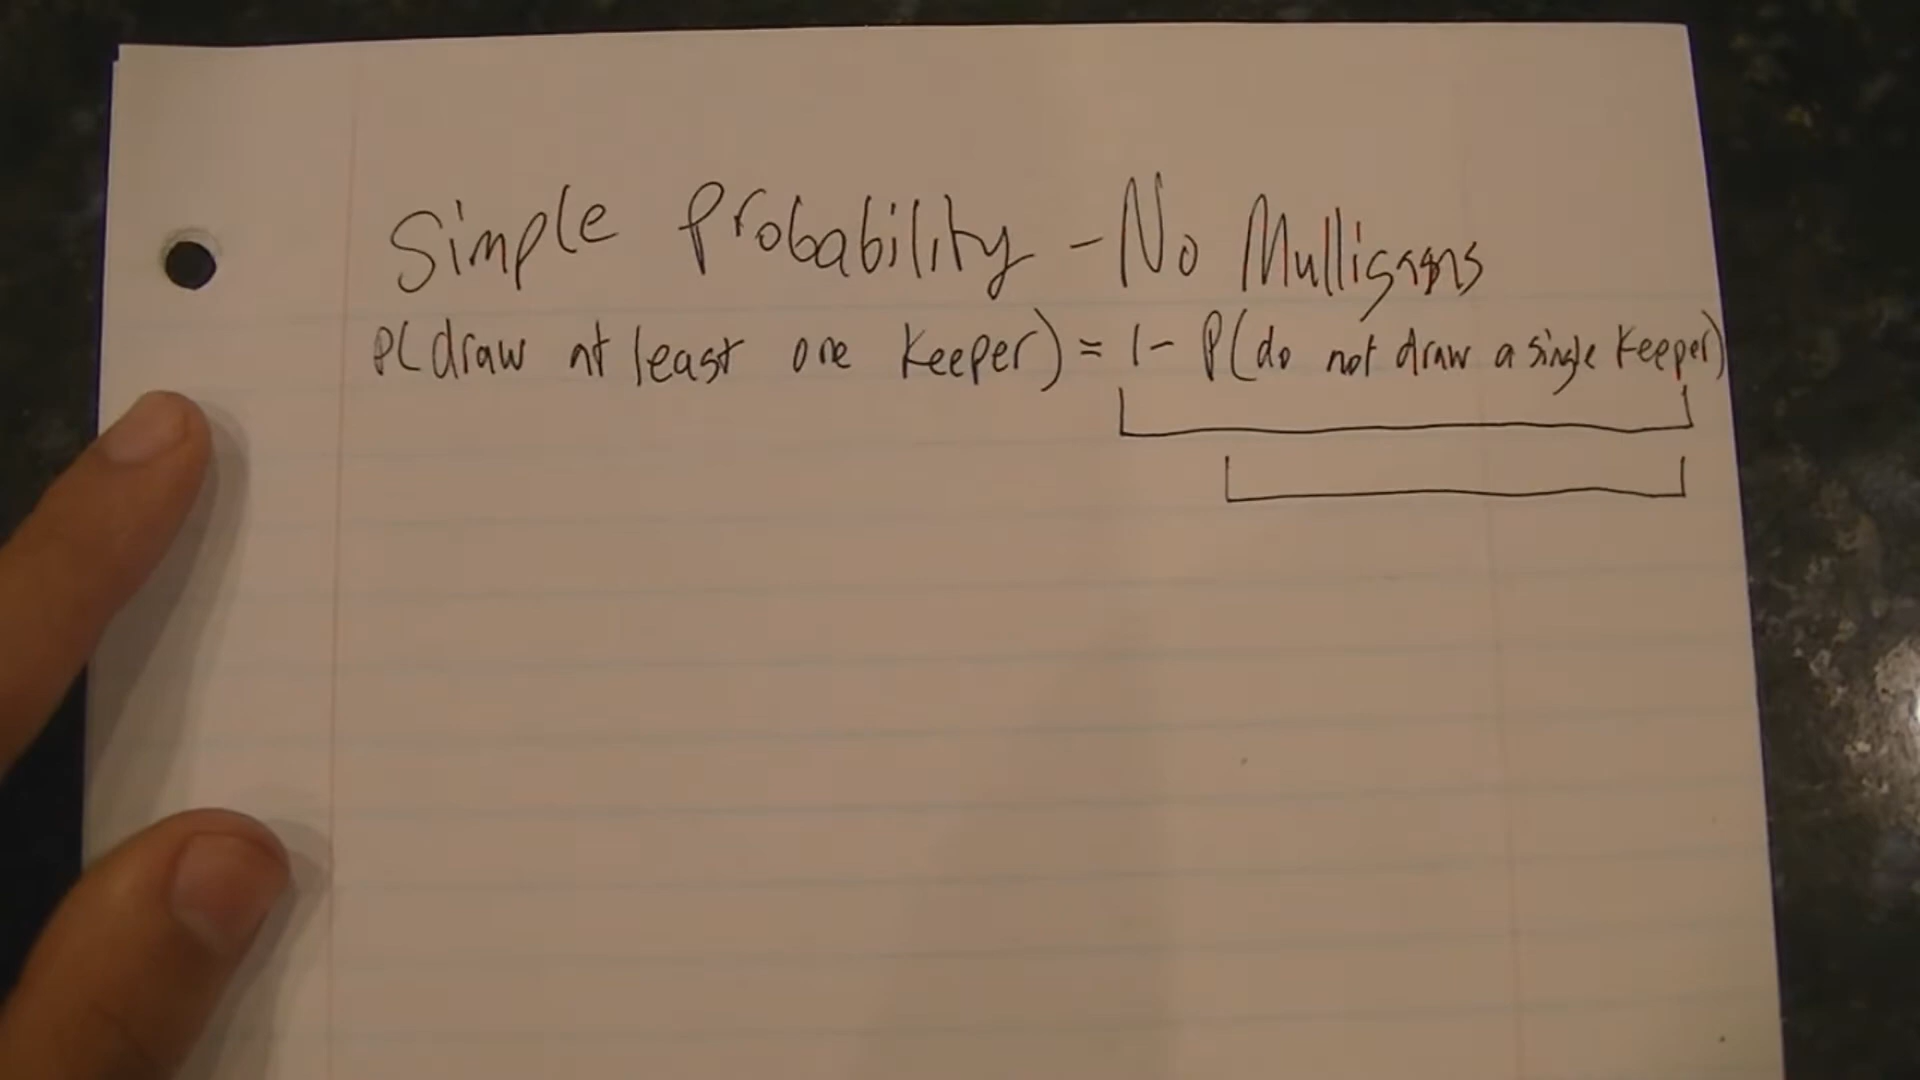 Simple Probability - No Mulligans
P(draw at least one keeper) = 1 - P(do not draw a single keeper)